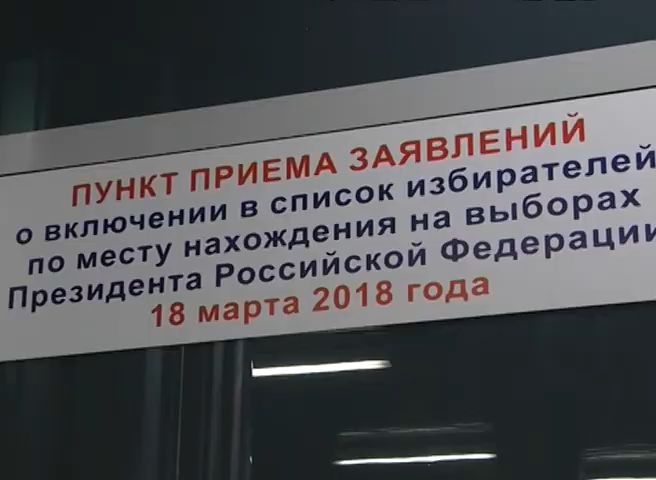 ПУНКТ ПРИЕМА ЗАЯВЛЕНИЙ
о включении в список избирателей
по месту нахождения на выборах
Президента Российской Федерации
18 марта 2018 года